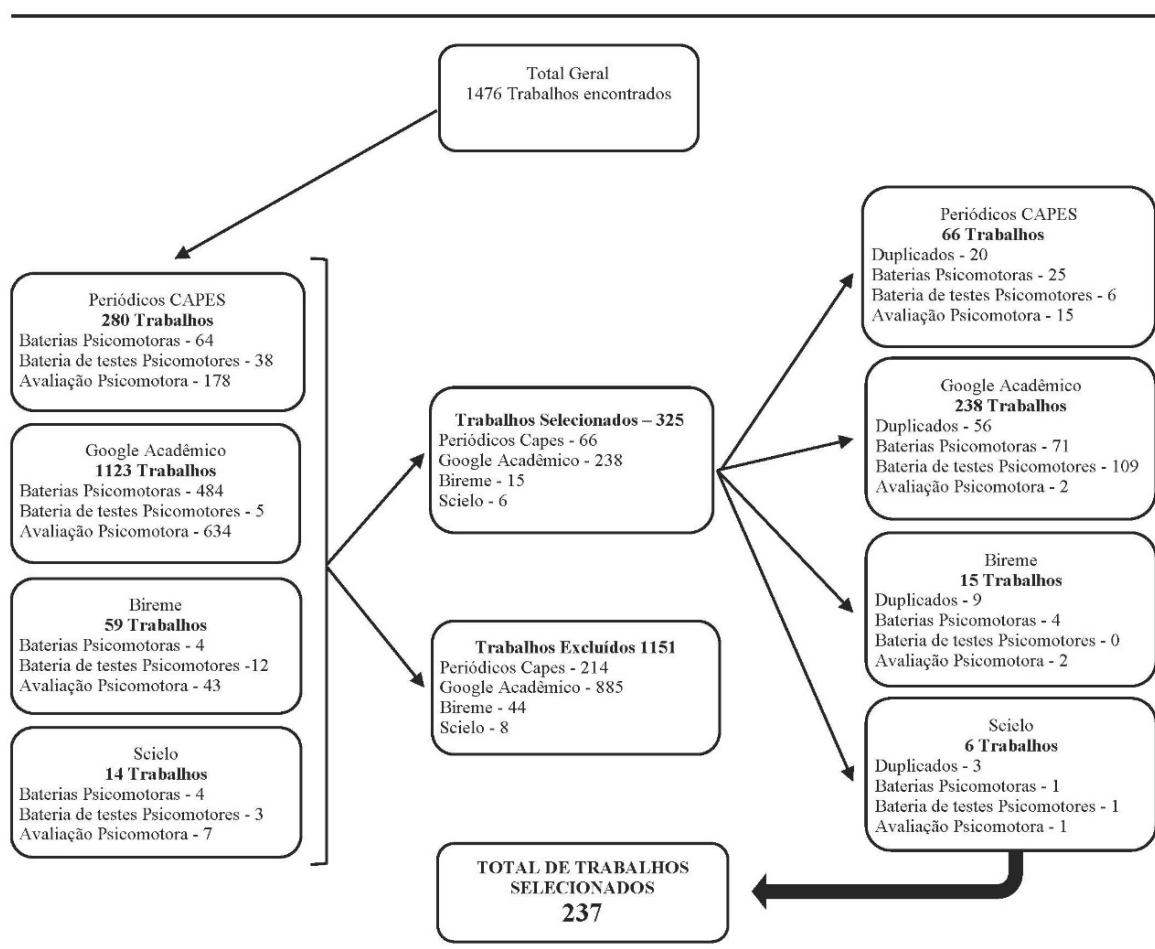 Total Geral
1476 Trabalhos encontrados
Periódicos CAPES
280 Trabalhos
Baterias Psicomotoras - 64
Bateria de testes Psicomotores - 38
Avaliação Psicomotora - 178
Google Acadêmico
1123 Trabalhos
Baterias Psicomotoras - 484
Bateria de testes Psicomotores - 5
Avaliação Psicomotora - 634
Bireme
59 Trabalhos
Baterias Psicomotoras - 4
Bateria de testes Psicomotores -12
Avaliação Psicomotora - 43
Scielo
14 Trabalhos
Baterias Psicomotoras - 4
Bateria de testes Psicomotores - 3
Avaliação Psicomotora - 7
Trabalhos Selecionados – 325
Periódicos Capes - 66
Google Acadêmico - 238
Bireme - 15
Scielo - 6
Trabalhos Excluídos 1151
Periódicos Capes - 214
Google Acadêmico - 885
Bireme - 44
Scielo - 8
Periódicos CAPES
66 Trabalhos
Duplicados - 20
Baterias Psicomotoras - 25
Bateria de testes Psicomotores - 6
Avaliação Psicomotora - 15
Google Acadêmico
238 Trabalhos
Duplicados - 56
Baterias Psicomotoras - 71
Bateria de testes Psicomotores - 109
Avaliação Psicomotora - 2
Bireme
15 Trabalhos
Duplicados - 9
Baterias Psicomotoras - 4
Bateria de testes Psicomotores - 0
Avaliação Psicomotora - 2
Scielo
6 Trabalhos
Duplicados - 3
Baterias Psicomotoras - 1
Bateria de testes Psicomotores - 1
Avaliação Psicomotora - 1
TOTAL DE TRABALHOS
SELECIONADOS
237